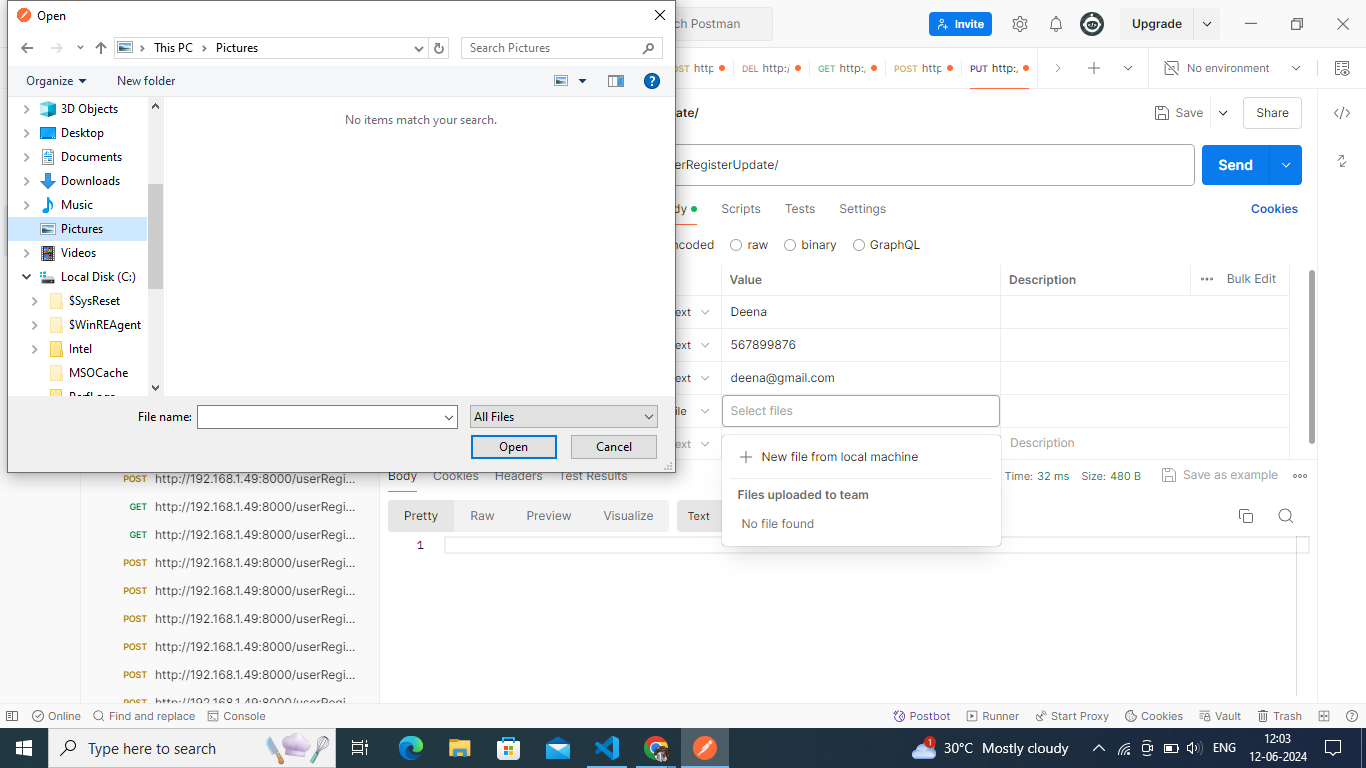 Open
This PC
Pictures
Search Pictures
Organize
New folder
3D Objects
Desktop
Documents
Downloads
Music
Pictures
Videos
Local Disk (C:)
$SysReset
$WinREAgent
Intel
MSOCache
PerfLogs
No items match your search.
File name:
All Files
Open
Cancel
ch Postman
Invite
Upgrade
OST http
DEL http:/
GET http:,
POST http
PUT http:,
No environment
ate/
Save
Share
erRegisterUpdate/
Send
dy
Scripts
Tests
Settings
Cookies
ncoded
raw
binary
GraphQL
Value
Description
Bulk Edit
ext
Deena
ext
567899876
ext
deena@gmail.com
ile
Select files
ext
Description
New file from local machine
Files uploaded to team
No file found
Body
Cookies
Headers
Test Results
Time: 32 ms
Size: 480 B
Save as example
Pretty
Raw
Preview
Visualize
Text
1
POST http://192.168.1.49:8000/userRegi...
GET http://192.168.1.49:8000/userRegi...
GET http://192.168.1.49:8000/userRegi...
POST http://192.168.1.49:8000/userRegi...
POST http://192.168.1.49:8000/userRegi...
POST http://192.168.1.49:8000/userRegi...
POST http://192.168.1.49:8000/userRegi...
POST http://192.168.1.49:8000/userRegi...
POST http://192.168.1.49:8000/userRegi...
Online
Find and replace
Console
Postbot
Runner
Start Proxy
Cookies
Vault
Trash
Type here to search
30°C Mostly cloudy
ENG
12:03
12-06-2024